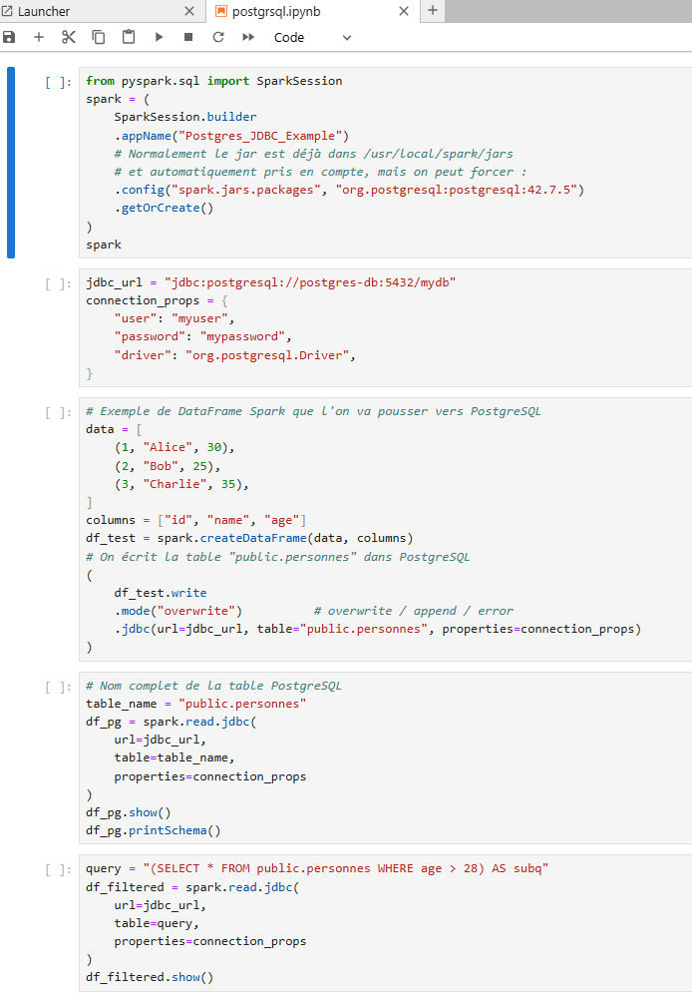 Launcher
postgrsql.ipynb
Code
[ ]:
from pyspark.sql import SparkSession
spark = (
    SparkSession.builder
    .appName("Postgres_JDBC_Example")
    # Normalement le jar est déjà dans /usr/local/spark/jars
    # et automatiquement pris en compte, mais on peut forcer :
    .config("spark.jars.packages", "org.postgresql:postgresql:42.7.5")
    .getOrCreate()
)
spark
[ ]:
jdbc_url = "jdbc:postgresql://postgres-db:5432/mydb"
connection_props = {
    "user": "myuser",
    "password": "mypassword",
    "driver": "org.postgresql.Driver",
}
[ ]:
# Exemple de DataFrame Spark que l'on va pousser vers PostgreSQL
data = [
    (1, "Alice", 30),
    (2, "Bob", 25),
    (3, "Charlie", 35),
]
columns = ["id", "name", "age"]
df_test = spark.createDataFrame(data, columns)
# On écrit la table "public.personnes" dans PostgreSQL
(
    df_test.write
    .mode("overwrite")          # overwrite / append / error
    .jdbc(url=jdbc_url, table="public.personnes", properties=connection_props)
)
[ ]:
# Nom complet de la table PostgreSQL
table_name = "public.personnes"
df_pg = spark.read.jdbc(
    url=jdbc_url,
    table=table_name,
    properties=connection_props
)
df_pg.show()
df_pg.printSchema()
[ ]:
query = "(SELECT * FROM public.personnes WHERE age > 28) AS subq"
df_filtered = spark.read.jdbc(
    url=jdbc_url,
    table=query,
    properties=connection_props
)
df_filtered.show()